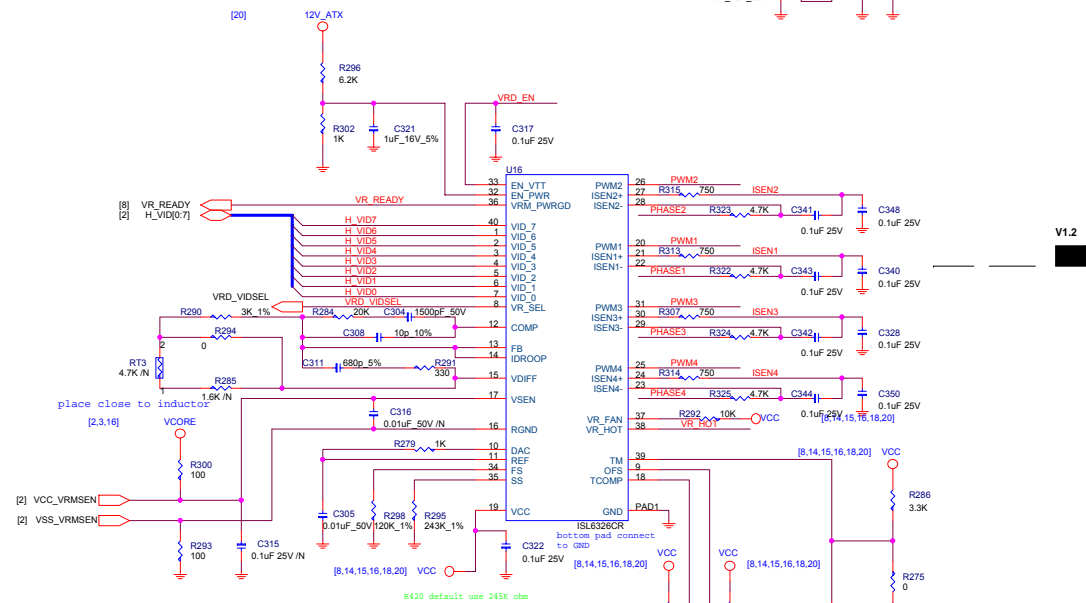 [20]
12V_ATX
R296
6.2K
R302
1K
C321
1uF_16V_5%
VRD_EN
C317
0.1uF 25V
U16
33 EN_VTT
32 EN_PWR
36 VRM_PWRGD
[8] VR_READY
VR_READY
[2] H_VID[0:7]
H_VID7 40 VID_7
H_VID6 1 VID_6
H_VID5 2 VID_5
H_VID4 3 VID_4
H_VID3 4 VID_3
H_VID2 5 VID_2
H_VID1 6 VID_1
H_VID0 7 VID_0
VRD_VIDSEL
VRD_VIDSEL 8 VR_SEL
R290 3K_1%
R284 20K
C304 1500pF_50V
12 COMP
R294
0
C308 10p_10%
13 FB
14 IDROOP
RT3
4.7K /N
2
1
C311 680p_5%
R291
330
15 VDIFF
R285
1.6K /N
place close to inductor
17 VSEN
[2,3,16]
VCORE
C316
0.01uF_50V /N
16 RGND
R279 1K
10 DAC
11 REF
34 FS
35 SS
R300
100
[2] VCC_VRMSEN
[2] VSS_VRMSEN
R293
100
C315
0.1uF 25V /N
C305
0.01uF_50V
R298
120K_1%
R295
243K_1%
19 VCC
C322
0.1uF 25V
[8,14,15,16,18,20] VCC
R420 default use 245K ohm
PWM2 26 PWM2
ISEN2+ 27 R315 750 ISEN2
ISEN2- 28
PHASE2 R323 4.7K C341
0.1uF 25V
C348
0.1uF 25V
PWM1 20 PWM1
ISEN1+ 21 R313 750 ISEN1
ISEN1- 22
PHASE1 R322 4.7K C343
0.1uF 25V
C340
0.1uF 25V
PWM3 31 PWM3
ISEN3+ 30 R307 750 ISEN3
ISEN3- 29
PHASE3 R324 4.7K C342
0.1uF 25V
C328
0.1uF 25V
PWM4 25 PWM4
ISEN4+ 24 R314 750 ISEN4
ISEN4- 23
PHASE4 R325 4.7K C344
0.1uF 25V
C350
0.1uF 25V
VR_FAN 37 R292 10K VCC [8,14,15,16,18,20]
VR_HOT 38 VR_HOT
TM 39
OFS 9
TCOMP 18
GND PAD1
ISL6326CR
bottom pad connect
to GND
[8,14,15,16,18,20] VCC
R286
3.3K
R275
0
VCC
[8,14,15,16,18,20]
VCC
[8,14,15,16,18,20]
V1.2